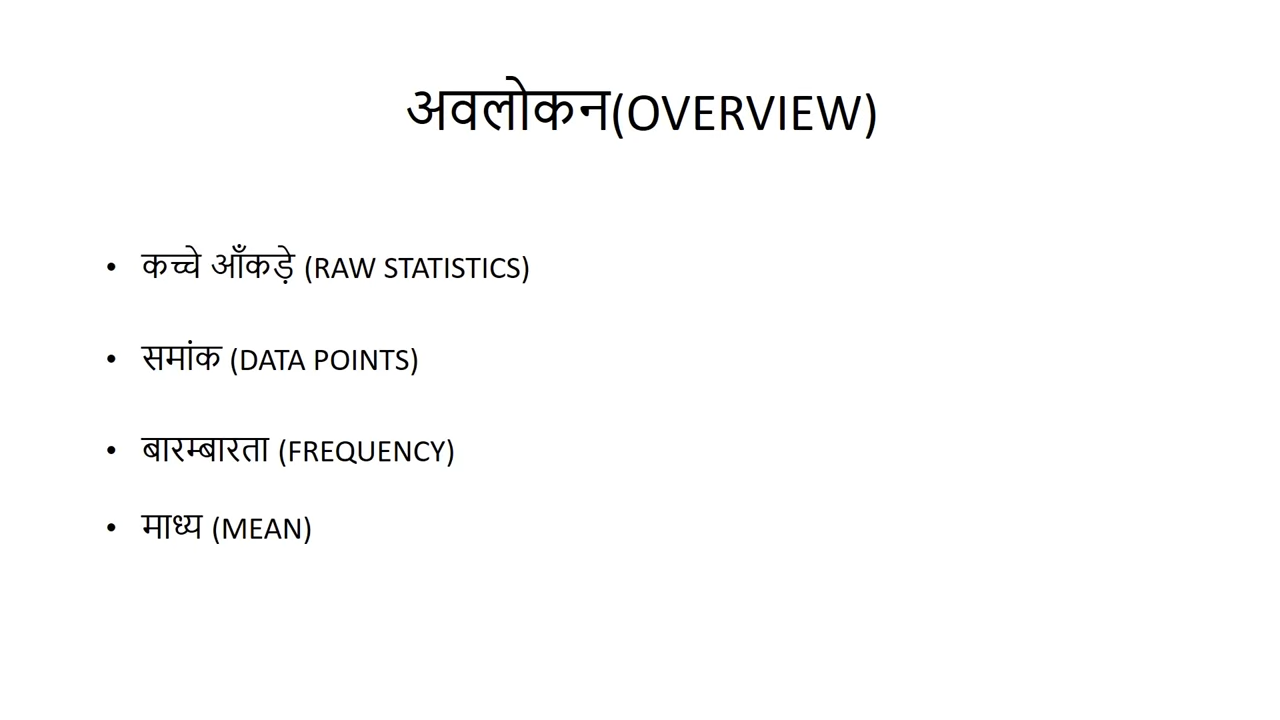 अवलोकन(OVERVIEW)
• कच्चे आँकड़े (RAW STATISTICS)
• समांक (DATA POINTS)
• बारम्बारता (FREQUENCY)
• माध्य (MEAN)